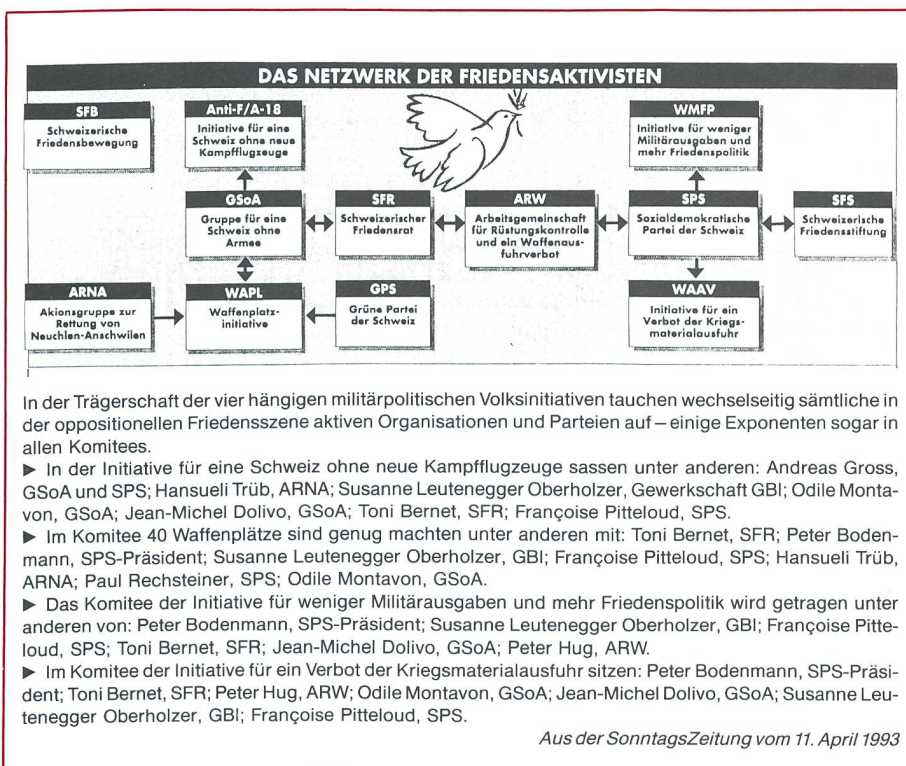 DAS NETZWERK DER FRIEDENSAKTIVISTEN
SFB
Schweizerische
Friedensbewegung
Anti-F/A-18
Initiative für eine
Schweiz ohne neue
Kampfflugzeuge
WMFP
Initiative für weniger
Militärausgaben und
mehr Friedenspolitik
GSoA
Gruppe für eine
Schweiz ohne
Armee
SFR
Schweizerischer
Friedensrat
ARW
Arbeitsgemeinschaft
für Rüstungskontrolle
und ein Waffenaus-
fuhrverbot
SPS
Sozialdemokratische
Partei der Schweiz
SFS
Schweizerische
Friedensstiftung
ARNA
Akionsgruppe zur
Rettung von
Neuchlen-Anschwilen
WAPL
Waffenplatz-
initiative
GPS
Grüne Partei
der Schweiz
WAAV
Initiative für ein
Verbot der Kriegs-
materialausfuhr
In der Trägerschaft der vier hängigen militärpolitischen Volksinitiativen tauchen wechselseitig sämtliche in
der oppositionellen Friedensszene aktiven Organisationen und Parteien auf – einige Exponenten sogar in
allen Komitees.
► In der Initiative für eine Schweiz ohne neue Kampfflugzeuge sassen unter anderen: Andreas Gross,
GSoA und SPS; Hansueli Trüb, ARNA; Susanne Leutenegger Oberholzer, Gewerkschaft GBI; Odile Monta-
von, GSoA; Jean-Michel Dolivo, GSoA; Toni Bernet, SFR; Françoise Pitteloud, SPS.
► Im Komitee 40 Waffenplätze sind genug machten unter anderen mit: Toni Bernet, SFR; Peter Boden-
mann, SPS-Präsident; Susanne Leutenegger Oberholzer, GBI; Françoise Pitteloud, SPS; Hansueli Trüb,
ARNA; Paul Rechsteiner, SPS; Odile Montavon, GSoA.
► Das Komitee der Initiative für weniger Militärausgaben und mehr Friedenspolitik wird getragen unter
anderen von: Peter Bodenmann, SPS-Präsident; Susanne Leutenegger Oberholzer, GBI; Françoise Pitte-
loud, SPS; Toni Bernet, SFR; Jean-Michel Dolivo, GSoA; Peter Hug, ARW.
► Im Komitee der Initiative für ein Verbot der Kriegsmaterialausfuhr sitzen: Peter Bodenmann, SPS-Präsi-
dent; Toni Bernet, SFR; Peter Hug, ARW; Odile Montavon, GSoA; Jean-Michel Dolivo, GSoA; Susanne Leu-
tenegger Oberholzer, GBI; Françoise Pitteloud, SPS.
Aus der SonntagsZeitung vom 11. April 1993